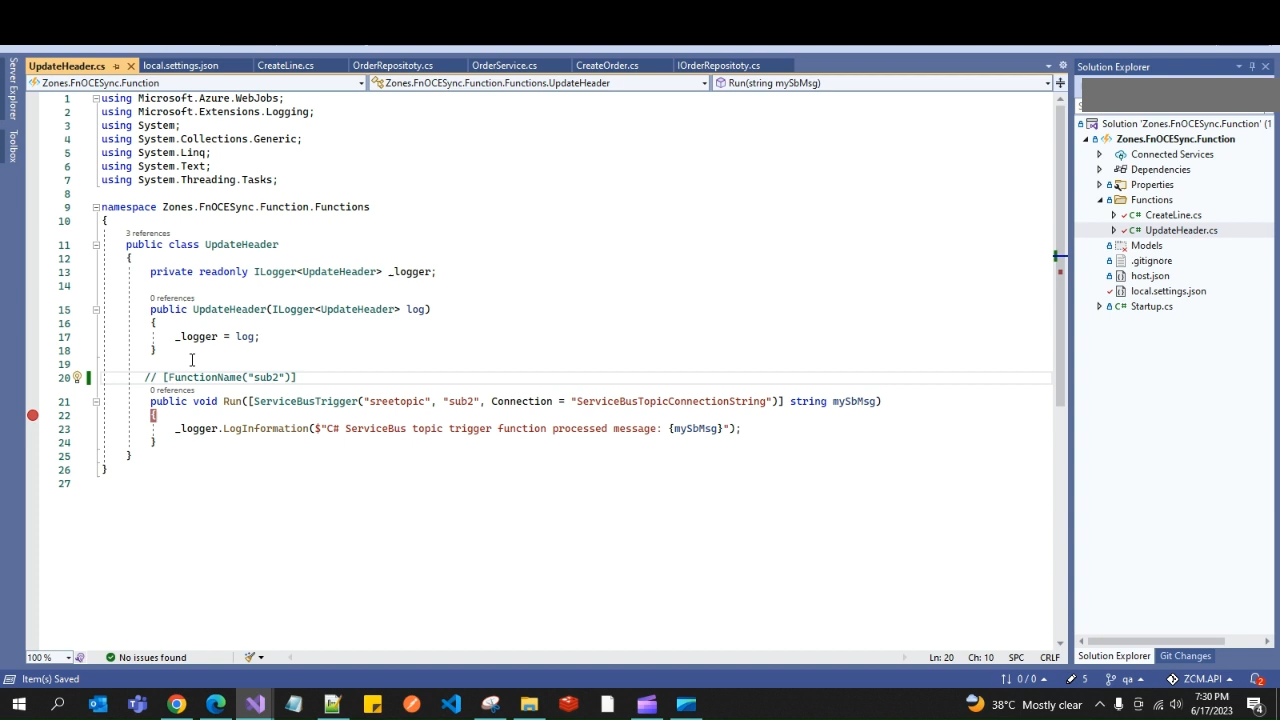 UpdateHeader.cs
local.settings.json
CreateLine.cs
OrderRepositoty.cs
OrderService.cs
CreateOrder.cs
IOrderRepository.cs
Solution Explorer
Zones.FnOCESync.Function
Zones.FnOCESync.Function.Functions.UpdateHeader
Run(string mySbMsg)
Server Explorer
Toolbox
1 using Microsoft.Azure.WebJobs;
2 using Microsoft.Extensions.Logging;
3 using System;
4 using System.Collections.Generic;
5 using System.Linq;
6 using System.Text;
7 using System.Threading.Tasks;
8
9 namespace Zones.FnOCESync.Function.Functions
10 {
3 references
11 public class UpdateHeader
12 {
13 private readonly ILogger<UpdateHeader> _logger;
14
0 references
15 public UpdateHeader(ILogger<UpdateHeader> log)
16 {
17 _logger = log;
18 }
19
20 // [FunctionName("sub2")]
0 references
21 public void Run([ServiceBusTrigger("sreetopic", "sub2", Connection = "ServiceBusTopicConnectionString")] string mySbMsg)
22 {
23 _logger.LogInformation($"C# ServiceBus topic trigger function processed message: {mySbMsg}");
24 }
25 }
26 }
27
Solution 'Zones.FnOCESync.Function' (1
Zones.FnOCESync.Function
Connected Services
Dependencies
Properties
Functions
C# CreateLine.cs
C# UpdateHeader.cs
Models
.gitignore
host.json
local.settings.json
C# Startup.cs
100 %
No issues found
Ln: 20
Ch: 10
SPC
CRLF
Solution Explorer
Git Changes
Item(s) Saved
0 / 0
5
qa
ZCM.API
2
38°C Mostly clear
7:30 PM
6/17/2023
4